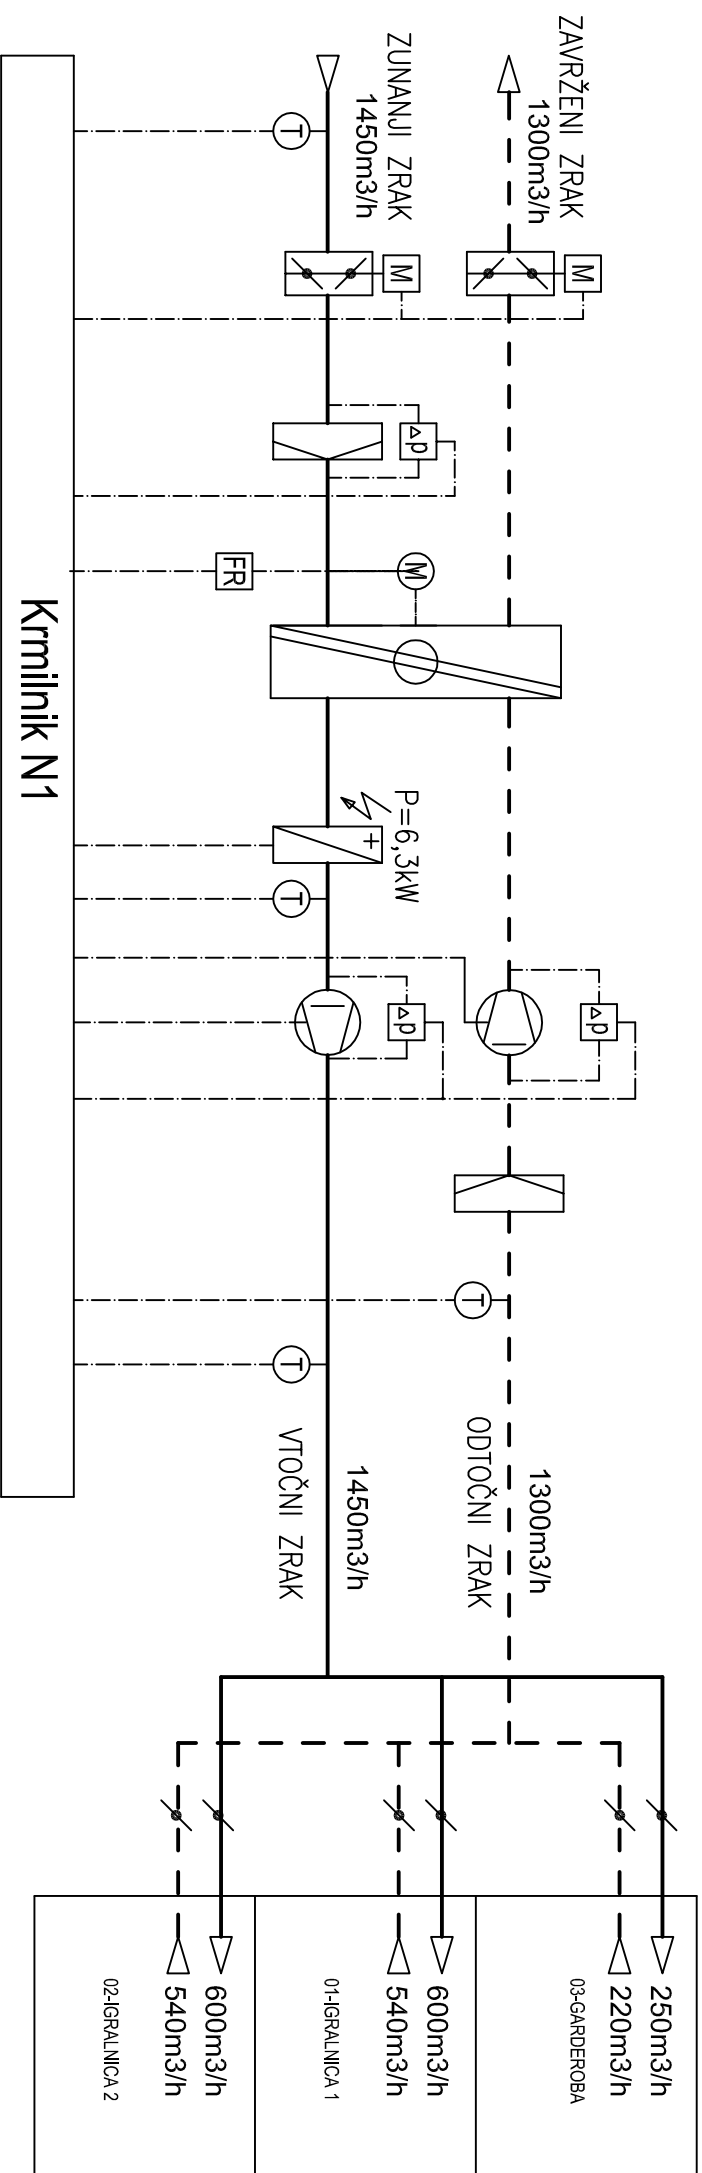 ZAVRŽENI ZRAK
1300m3/h
ZUNANJI ZRAK
1450m3/h
T
M
M
Δp
FR
M
P=6,3kW
+
T
Δp
Δp
T
T
1300m3/h
ODTOČNI ZRAK
1450m3/h
VTOČNI ZRAK
250m3/h
220m3/h
03-GARDEROBA
600m3/h
540m3/h
01-IGRALNICA 1
600m3/h
540m3/h
02-IGRALNICA 2
Krmilnik N1